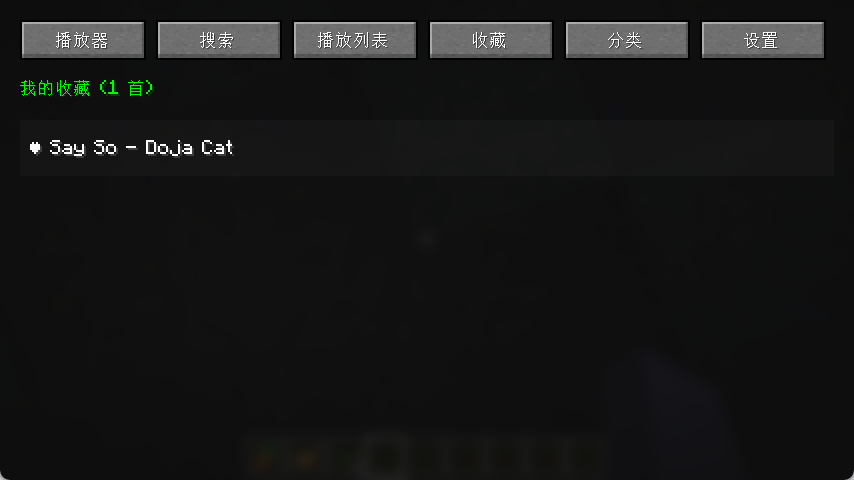 播放器 搜索 播放列表 收藏 分类 设置
我的收藏 (1 首)
♥ Say So - Doja Cat